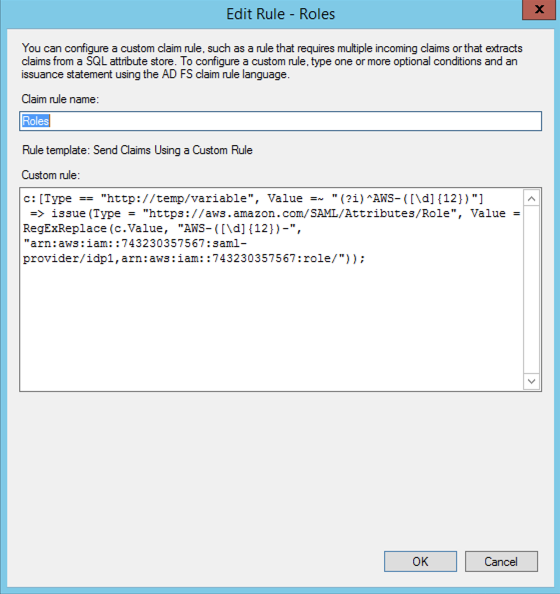 Edit Rule - Roles
x
You can configure a custom claim rule, such as a rule that requires multiple incoming claims or that extracts
claims from a SQL attribute store. To configure a custom rule, type one or more optional conditions and an
issuance statement using the AD FS claim rule language.
Claim rule name:
Roles
Rule template: Send Claims Using a Custom Rule
Custom rule:
c:[Type == "http://temp/variable", Value =~ "(?i)^AWS-([\d]{12})"]
=> issue(Type = "https://aws.amazon.com/SAML/Attributes/Role", Value =
RegExReplace(c.Value, "AWS-([\d]{12})-",
"arn:aws:iam::743230357567:saml-
provider/idp1,arn:aws:iam::743230357567:role/"));
OK Cancel